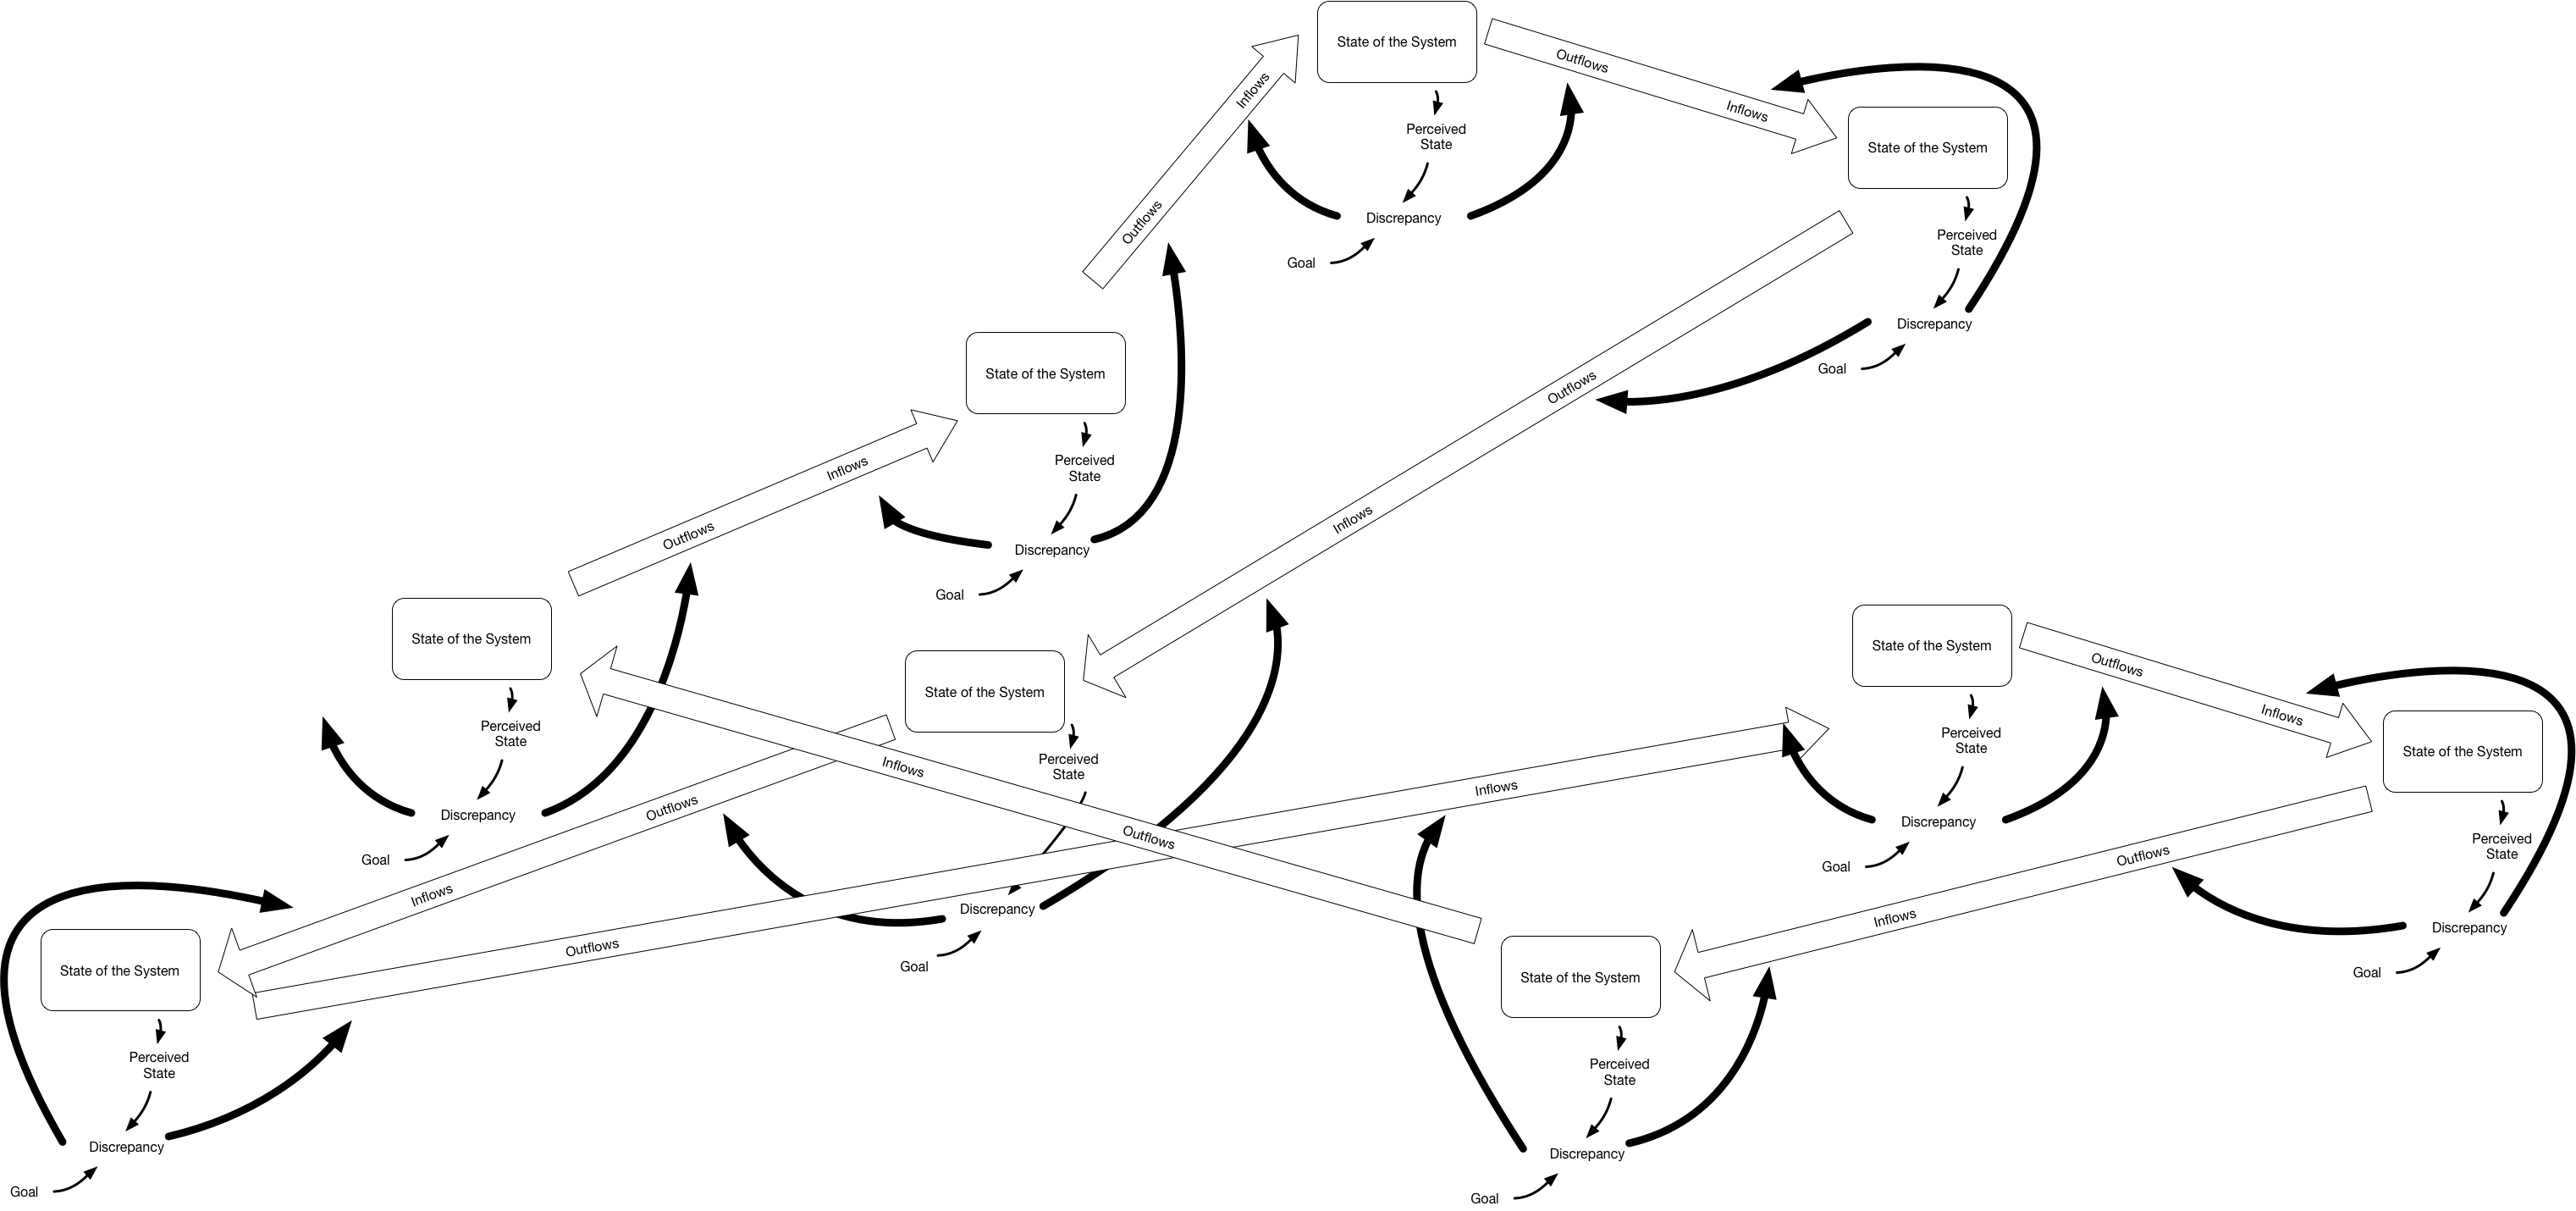 State of the System
Outflows
Inflows
Inflows
Perceived
State
Discrepancy
Goal
Outflows
State of the System
Perceived
State
Discrepancy
Goal
Outflows
Inflows
State of the System
Perceived
State
Discrepancy
Goal
Inflows
Outflows
State of the System
Perceived
State
Discrepancy
Goal
State of the System
Perceived
State
Discrepancy
Goal
Outflows
Inflows
Inflows
Outflows
Inflows
Outflows
State of the System
Perceived
State
Discrepancy
Goal
Outflows
Inflows
State of the System
Perceived
State
Discrepancy
Goal
Outflows
Inflows
State of the System
Perceived
State
Discrepancy
Goal
State of the System
Perceived
State
Discrepancy
Goal